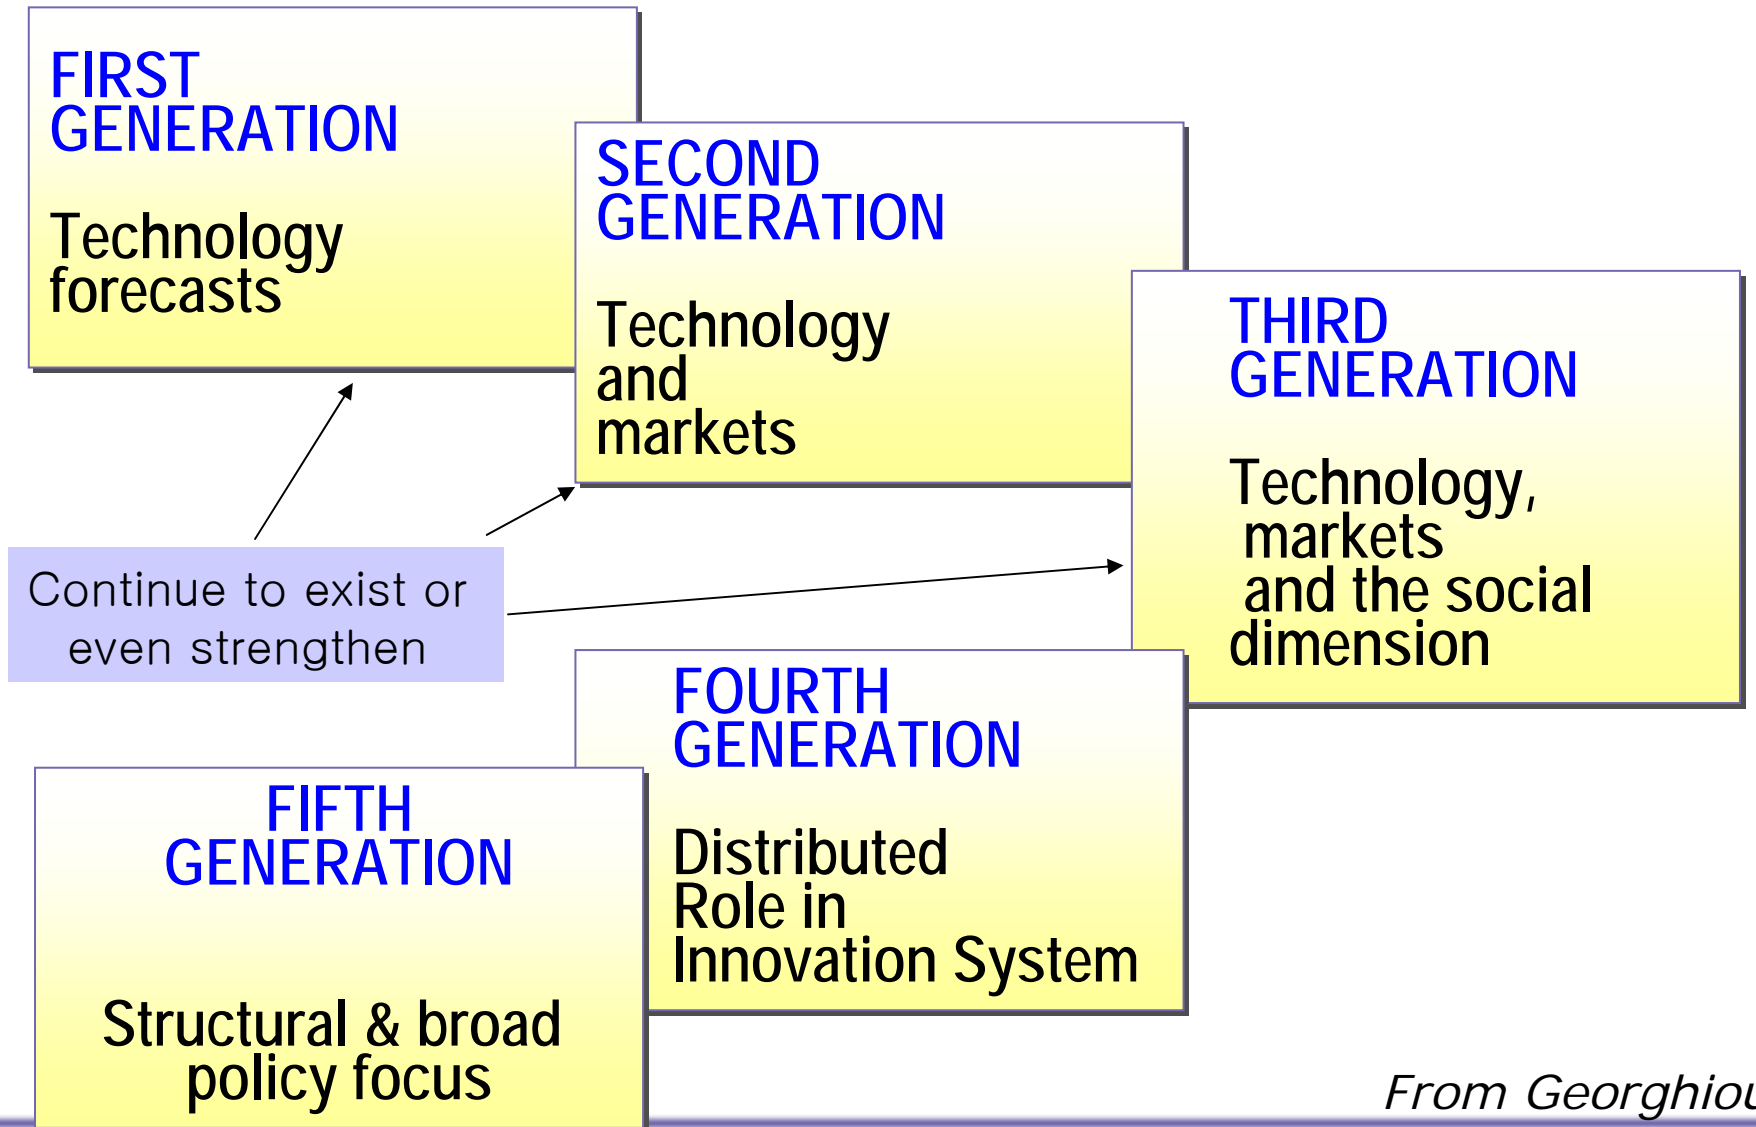 FIRST
GENERATION
Technology
forecasts
SECOND
GENERATION
Technology
and
markets
THIRD
GENERATION
Technology,
markets
and the social
dimension
Continue to exist or
even strengthen
FOURTH
GENERATION
Distributed
Role in
Innovation System
FIFTH
GENERATION
Structural & broad
policy focus
From Georghiou